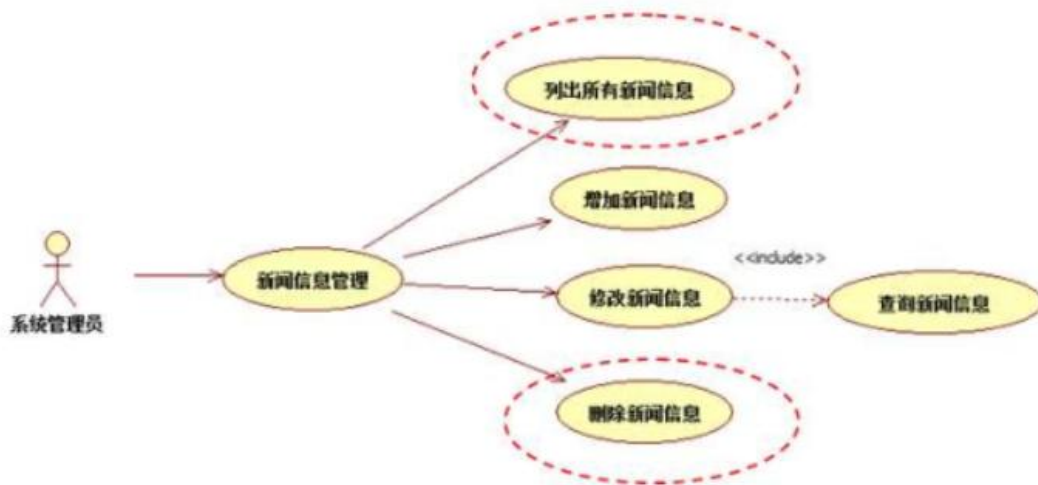 列出所有新闻信息
增加新闻信息
<<include>>
新闻信息管理
修改新闻信息
查询新闻信息
系统管理员
删除新闻信息